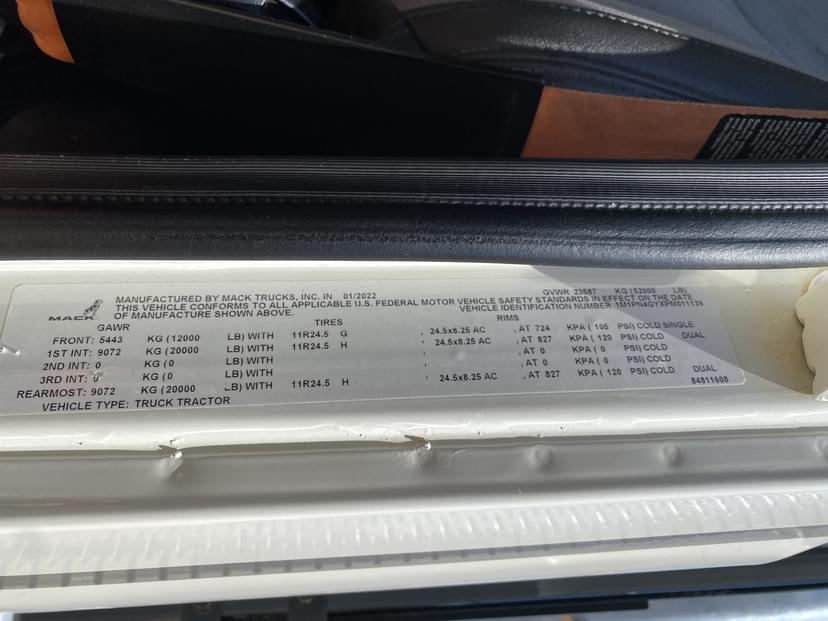 MACK
MANUFACTURED BY MACK TRUCKS, INC. IN 01/2022 GVWR 23587 KG (52000 LB)
THIS VEHICLE CONFORMS TO ALL APPLICABLE U.S. FEDERAL MOTOR VEHICLE SAFETY STANDARDS IN EFFECT ON THE DATE
OF MANUFACTURE SHOWN ABOVE. VEHICLE IDENTIFICATION NUMBER 1M1PN4GYXPM011139
GAWR TIRES RIMS
FRONT: 5443 KG (12000 LB) WITH 11R24.5 G , 24.5x8.25 AC , AT 724 KPA ( 105 PSI) COLD SINGLE
1ST INT: 9072 KG (20000 LB) WITH 11R24.5 H , 24.5x8.25 AC , AT 827 KPA ( 120 PSI) COLD DUAL
2ND INT: 0 KG (0 LB) WITH , , AT 0 KPA ( 0 PSI) COLD
3RD INT: 0 KG (0 LB) WITH , , AT 0 KPA ( 0 PSI) COLD
REARMOST: 9072 KG (20000 LB) WITH 11R24.5 H , 24.5x8.25 AC , AT 827 KPA ( 120 PSI) COLD DUAL
VEHICLE TYPE: TRUCK TRACTOR 84811608